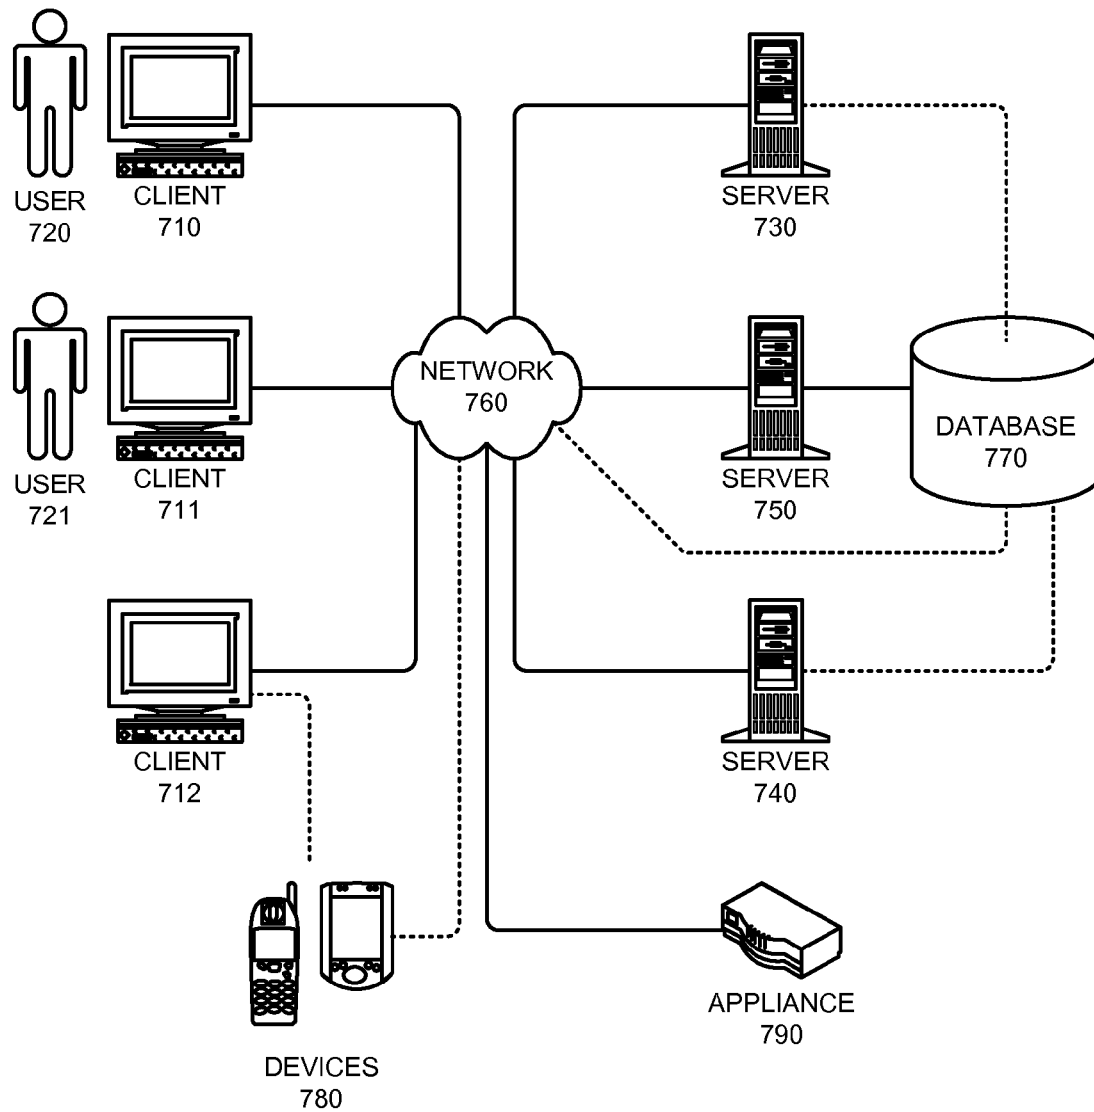 USER
720
CLIENT
710
SERVER
730
USER
721
CLIENT
711
NETWORK
760
SERVER
750
DATABASE
770
CLIENT
712
SERVER
740
DEVICES
780
APPLIANCE
790